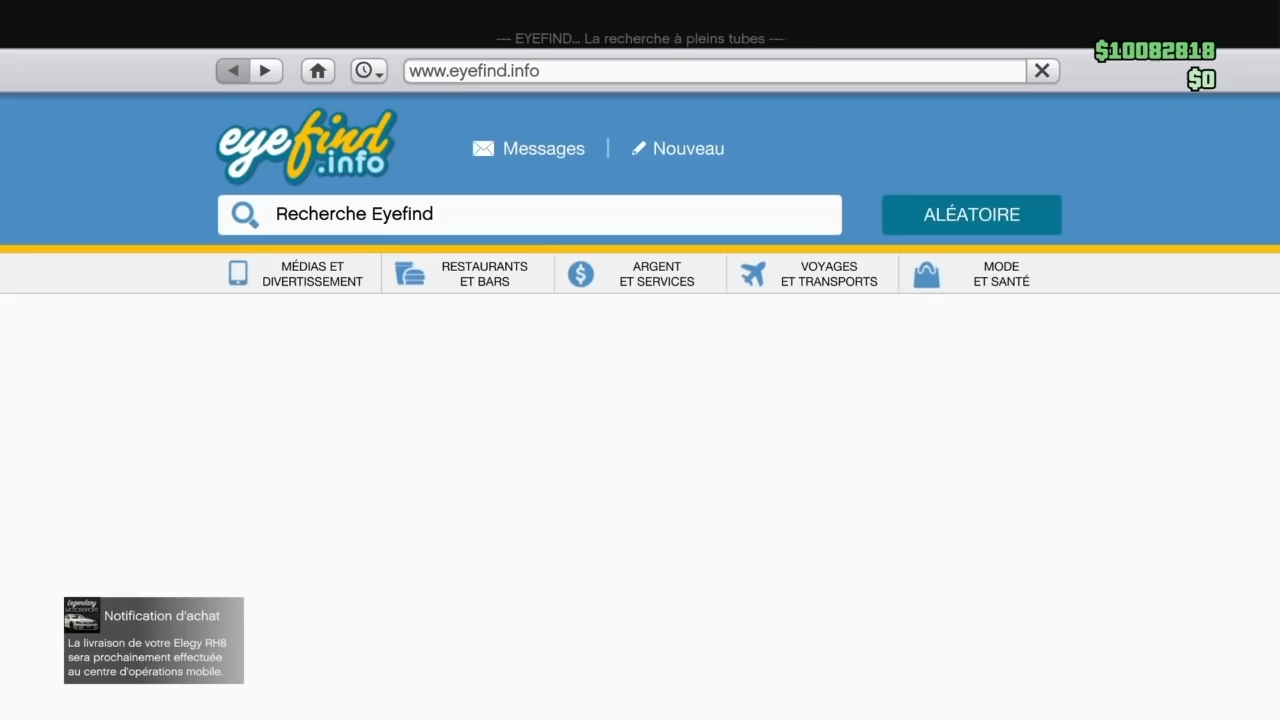 --- EYEFIND... La recherche à pleins tubes ---
$10082818
www.eyefind.info
$0
eyefind.info
Messages
Nouveau
Recherche Eyefind
ALÉATOIRE
MÉDIAS ET
DIVERTISSEMENT
RESTAURANTS
ET BARS
ARGENT
ET SERVICES
VOYAGES
ET TRANSPORTS
MODE
ET SANTÉ
Legendary
MOTORSPORT
Notification d'achat
La livraison de votre Elegy RH8
sera prochainement effectuée
au centre d'opérations mobile.